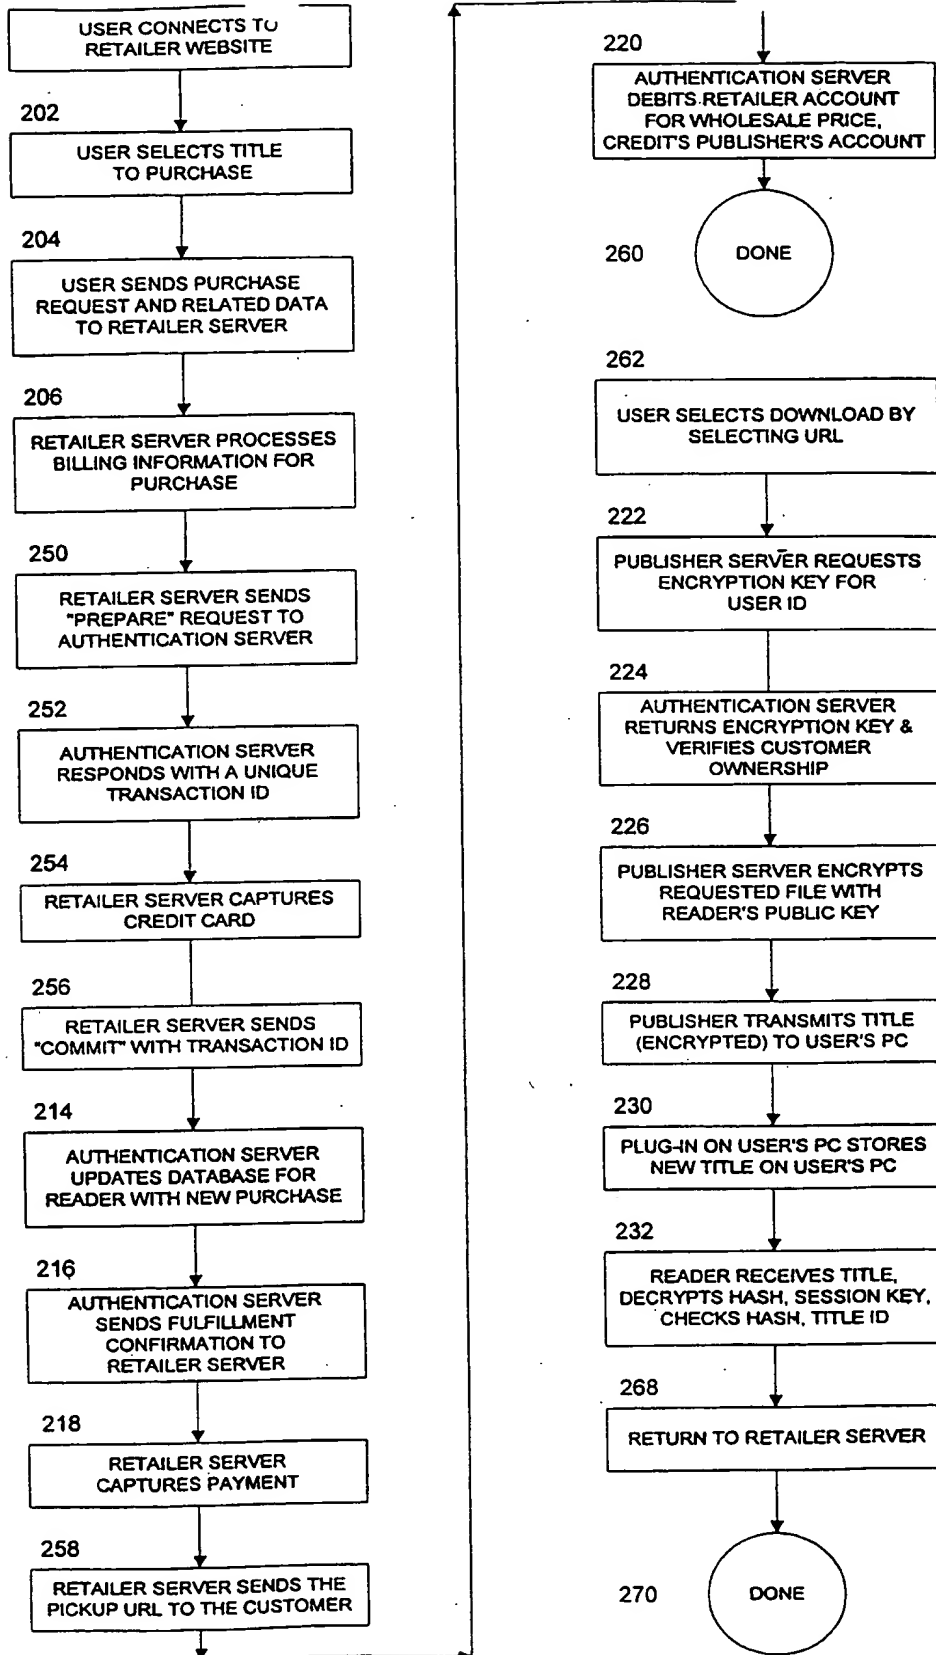 USER CONNECTS TO
RETAILER WEBSITE
202
USER SELECTS TITLE
TO PURCHASE
204
USER SENDS PURCHASE
REQUEST AND RELATED DATA
TO RETAILER SERVER
206
RETAILER SERVER PROCESSES
BILLING INFORMATION FOR
PURCHASE
250
RETAILER SERVER SENDS
"PREPARE" REQUEST TO
AUTHENTICATION SERVER
252
AUTHENTICATION SERVER
RESPONDS WITH A UNIQUE
TRANSACTION ID
254
RETAILER SERVER CAPTURES
CREDIT CARD
256
RETAILER SERVER SENDS
"COMMIT" WITH TRANSACTION ID
214
AUTHENTICATION SERVER
UPDATES DATABASE FOR
READER WITH NEW PURCHASE
216
AUTHENTICATION SERVER
SENDS FULFILLMENT
CONFIRMATION TO
RETAILER SERVER
218
RETAILER SERVER
CAPTURES PAYMENT
258
RETAILER SERVER SENDS THE
PICKUP URL TO THE CUSTOMER
220
AUTHENTICATION SERVER
DEBITS RETAILER ACCOUNT
FOR WHOLESALE PRICE,
CREDIT'S PUBLISHER'S ACCOUNT
260
DONE
262
USER SELECTS DOWNLOAD BY
SELECTING URL
222
PUBLISHER SERVER REQUESTS
ENCRYPTION KEY FOR
USER ID
224
AUTHENTICATION SERVER
RETURNS ENCRYPTION KEY &
VERIFIES CUSTOMER
OWNERSHIP
226
PUBLISHER SERVER ENCRYPTS
REQUESTED FILE WITH
READER'S PUBLIC KEY
228
PUBLISHER TRANSMITS TITLE
(ENCRYPTED) TO USER'S PC
230
PLUG-IN ON USER'S PC STORES
NEW TITLE ON USER'S PC
232
READER RECEIVES TITLE,
DECRYPTS HASH, SESSION KEY,
CHECKS HASH, TITLE ID
268
RETURN TO RETAILER SERVER
270
DONE